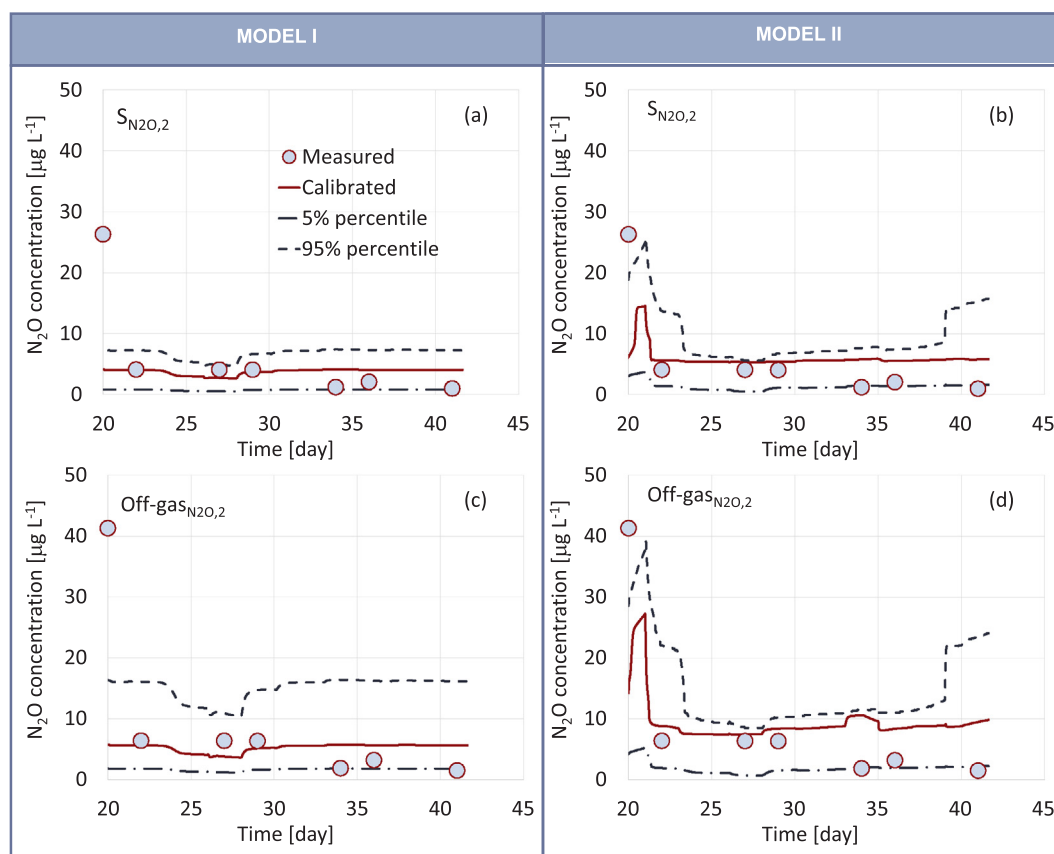 MODEL I
MODEL II
N2O concentration [µg L-1]
50
40
30
20
10
0
SN2O,2
(a)
Measured
Calibrated
5% percentile
95% percentile
20 25 30 35 40 45
Time [day]
N2O concentration [µg L-1]
50
40
30
20
10
0
SN2O,2
(b)
20 25 30 35 40 45
Time [day]
N2O concentration [µg L-1]
50
40
30
20
10
0
Off-gasN2O,2
(c)
20 25 30 35 40 45
Time [day]
N2O concentration [µg L-1]
50
40
30
20
10
0
Off-gasN2O,2
(d)
20 25 30 35 40 45
Time [day]